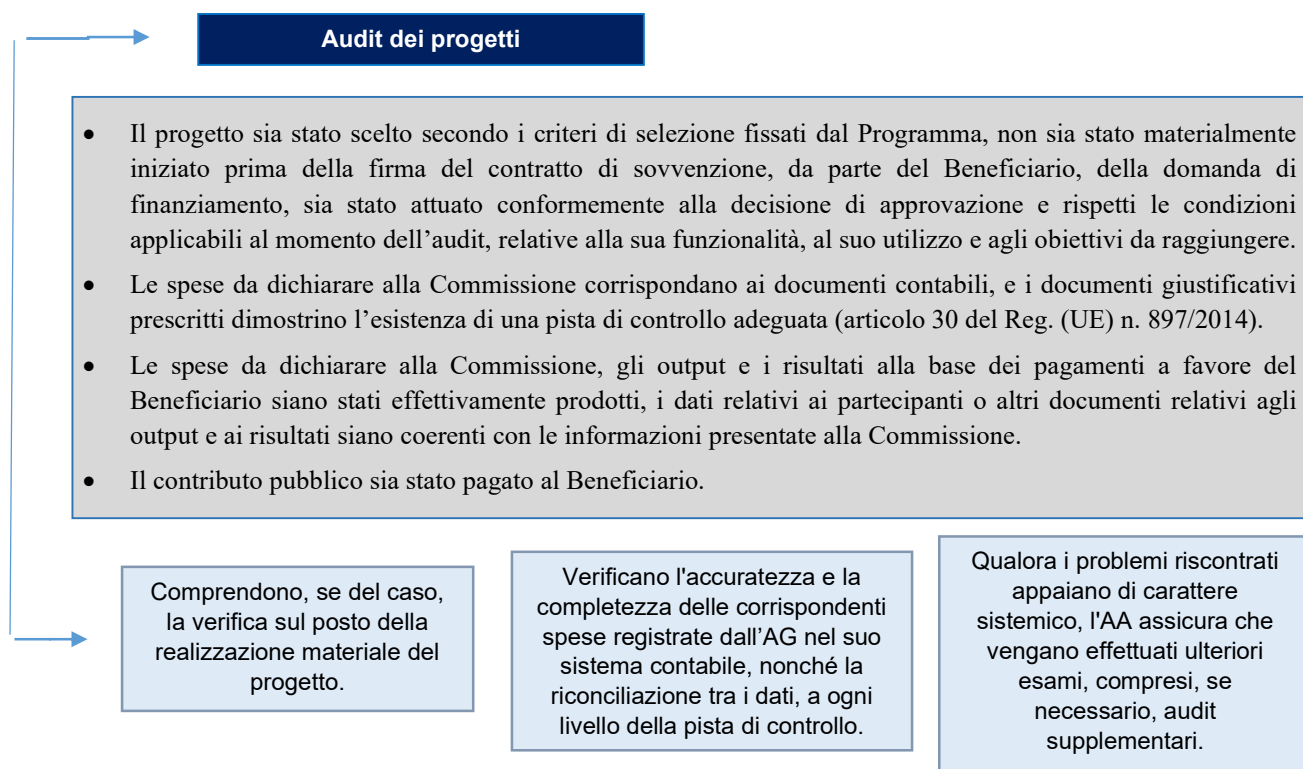 Audit dei progetti
• Il progetto sia stato scelto secondo i criteri di selezione fissati dal Programma, non sia stato materialmente
iniziato prima della firma del contratto di sovvenzione, da parte del Beneficiario, della domanda di
finanziamento, sia stato attuato conformemente alla decisione di approvazione e rispetti le condizioni
applicabili al momento dell’audit, relative alla sua funzionalità, al suo utilizzo e agli obiettivi da raggiungere.
• Le spese da dichiarare alla Commissione corrispondano ai documenti contabili, e i documenti giustificativi
prescritti dimostrino l’esistenza di una pista di controllo adeguata (articolo 30 del Reg. (UE) n. 897/2014).
• Le spese da dichiarare alla Commissione, gli output e i risultati alla base dei pagamenti a favore del
Beneficiario siano stati effettivamente prodotti, i dati relativi ai partecipanti o altri documenti relativi agli
output e ai risultati siano coerenti con le informazioni presentate alla Commissione.
• Il contributo pubblico sia stato pagato al Beneficiario.
Comprendono, se del caso,
la verifica sul posto della
realizzazione materiale del
progetto.
Verificano l'accuratezza e la
completezza delle corrispondenti
spese registrate dall’AG nel suo
sistema contabile, nonché la
riconciliazione tra i dati, a ogni
livello della pista di controllo.
Qualora i problemi riscontrati
appaiano di carattere
sistemico, l'AA assicura che
vengano effettuati ulteriori
esami, compresi, se
necessario, audit
supplementari.